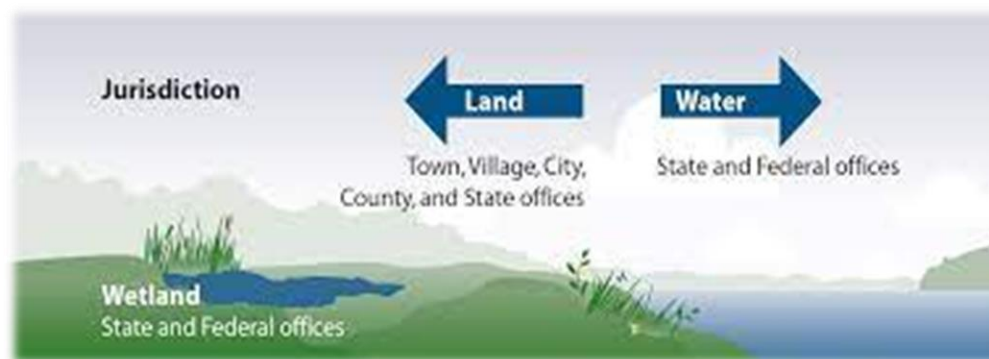 Jurisdiction
Land
Water
Town, Village, City,
County, and State offices
State and Federal offices
Wetland
State and Federal offices